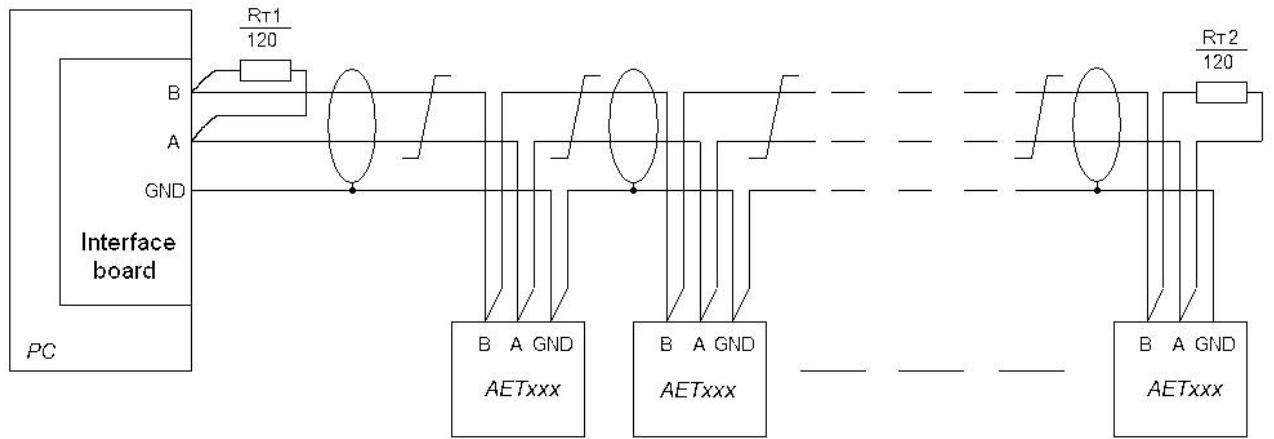 RT1
120
RT2
120
B
A
GND
Interface
board
PC
B A GND
AETxxx
B A GND
AETxxx
B A GND
AETxxx